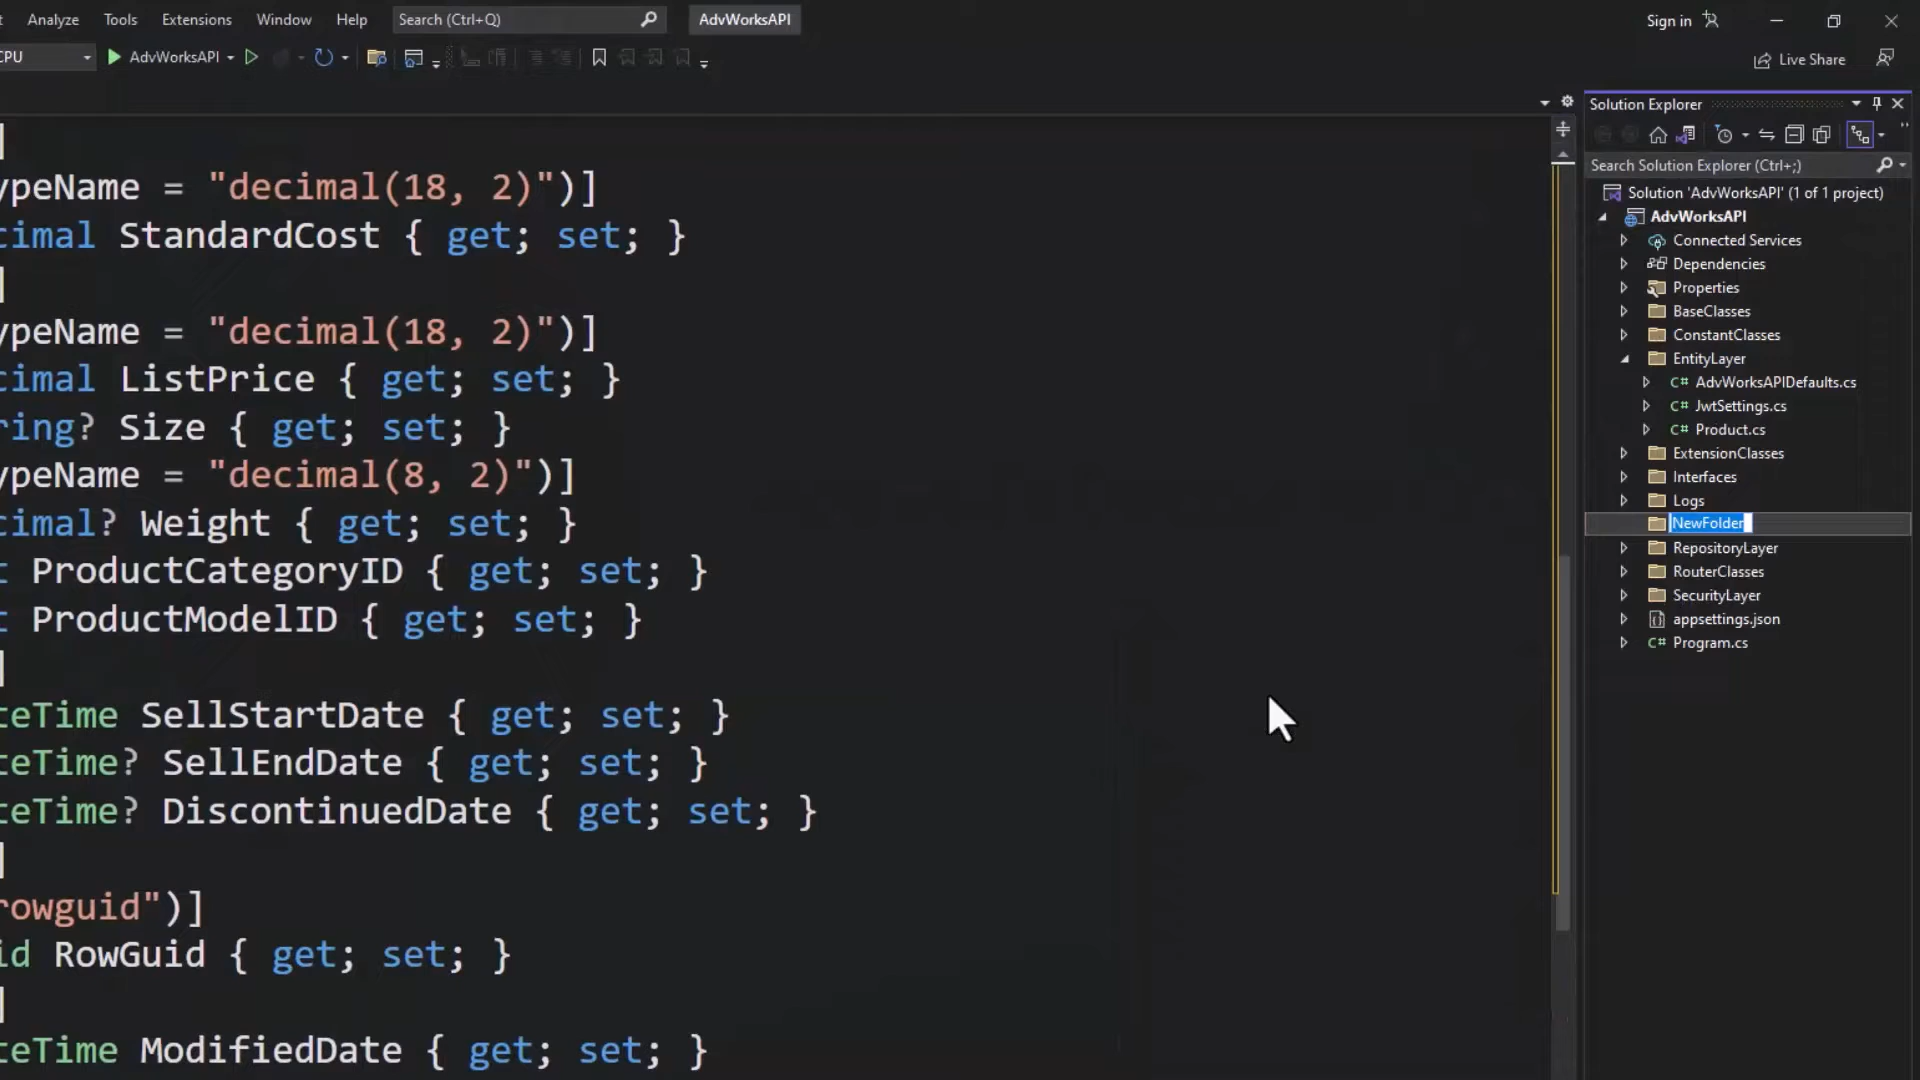 Analyze Tools Extensions Window Help Search (Ctrl+Q) AdvWorksAPI Sign in
CPU AdvWorksAPI Live Share
Solution Explorer
Search Solution Explorer (Ctrl+;)
Solution 'AdvWorksAPI' (1 of 1 project)
AdvWorksAPI
Connected Services
Dependencies
Properties
BaseClasses
ConstantClasses
EntityLayer
C# AdvWorksAPIDefaults.cs
C# JwtSettings.cs
C# Product.cs
ExtensionClasses
Interfaces
Logs
NewFolder
RepositoryLayer
RouterClasses
SecurityLayer
appsettings.json
C# Program.cs
]
ypeName = "decimal(18, 2)")]
cimal StandardCost { get; set; }
]
ypeName = "decimal(18, 2)")]
cimal ListPrice { get; set; }
ring? Size { get; set; }
ypeName = "decimal(8, 2)")]
cimal? Weight { get; set; }
t ProductCategoryID { get; set; }
t ProductModelID { get; set; }
]
teTime SellStartDate { get; set; }
teTime? SellEndDate { get; set; }
teTime? DiscontinuedDate { get; set; }
]
rowguid")]
id RowGuid { get; set; }
]
teTime ModifiedDate { get; set; }